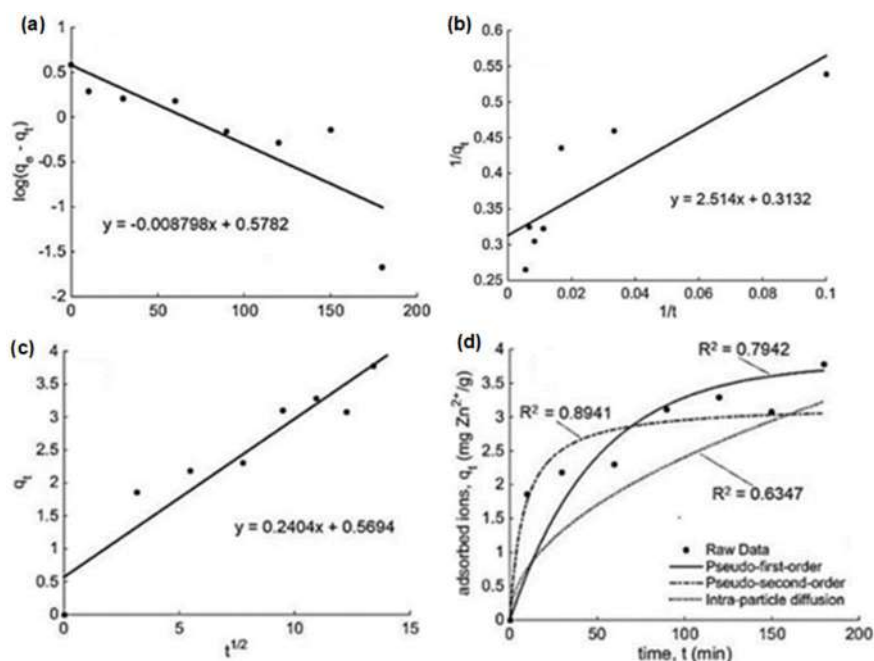 (a)
1
0.5
0
-0.5
-1
-1.5
-2
log(qₑ - qₜ)
y = -0.008798x + 0.5782
0 50 100 150 200
(b)
0.6
0.55
0.5
0.45
0.4
0.35
0.3
0.25
1/qₜ
y = 2.514x + 0.3132
0 0.02 0.04 0.06 0.08 0.1
1/t
(c)
4
3.5
3
2.5
2
1.5
1
0.5
0
qₜ
y = 0.2404x + 0.5694
0 5 10 15
t¹ᐟ²
(d)
4
3.5
3
2.5
2
1.5
1
0.5
0
adsorbed ions, qₜ (mg Zn²⁺/g)
R² = 0.7942
R² = 0.8941
R² = 0.6347
Raw Data
Pseudo-first-order
Pseudo-second-order
Intra-particle diffusion
0 50 100 150 200
time, t (min)